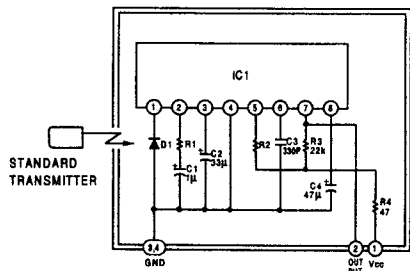 IC1
1 2 3 4 5 6 7 8
D1
R1
C1
1μ
C2
33μ
R2
C3
330P
R3
22k
C4
47μ
R4
47
STANDARD
TRANSMITTER
3,4
GND
2
OUT
PUT
1
Vcc